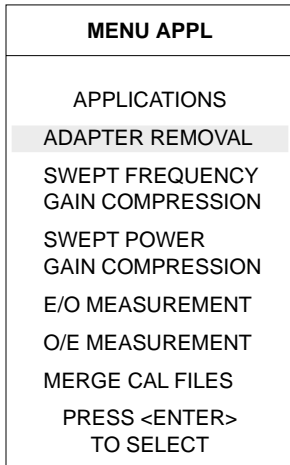 MENU APPL
APPLICATIONS
ADAPTER REMOVAL
SWEPT FREQUENCY
GAIN COMPRESSION
SWEPT POWER
GAIN COMPRESSION
E/O MEASUREMENT
O/E MEASUREMENT
MERGE CAL FILES
PRESS <ENTER>
TO SELECT